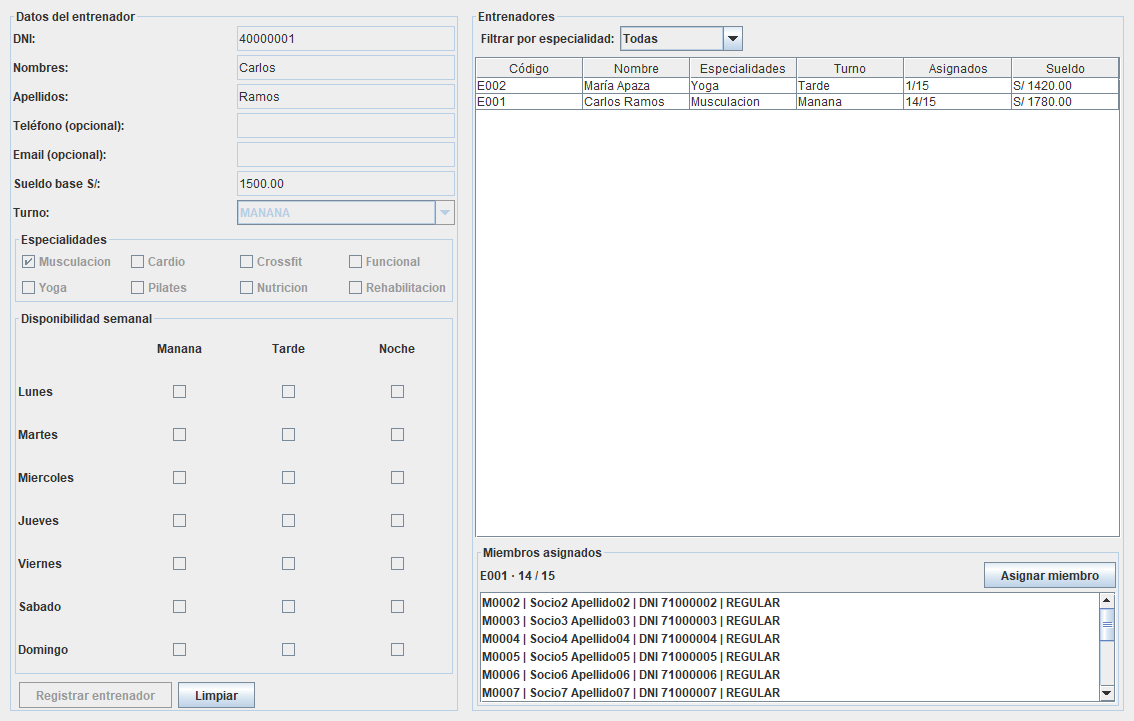 Datos del entrenador
DNI: 40000001
Nombres: Carlos
Apellidos: Ramos
Teléfono (opcional):
Email (opcional):
Sueldo base S/: 1500.00
Turno: MANANA
Especialidades
Musculacion Cardio Crossfit Funcional
Yoga Pilates Nutricion Rehabilitacion
Disponibilidad semanal
Manana Tarde Noche
Lunes
Martes
Miercoles
Jueves
Viernes
Sabado
Domingo
Registrar entrenador Limpiar
Entrenadores
Filtrar por especialidad: Todas
Código Nombre Especialidades Turno Asignados Sueldo
E002 María Apaza Yoga Tarde 1/15 S/ 1420.00
E001 Carlos Ramos Musculacion Manana 14/15 S/ 1780.00
Miembros asignados
E001 · 14 / 15 Asignar miembro
M0002 | Socio2 Apellido02 | DNI 71000002 | REGULAR
M0003 | Socio3 Apellido03 | DNI 71000003 | REGULAR
M0004 | Socio4 Apellido04 | DNI 71000004 | REGULAR
M0005 | Socio5 Apellido05 | DNI 71000005 | REGULAR
M0006 | Socio6 Apellido06 | DNI 71000006 | REGULAR
M0007 | Socio7 Apellido07 | DNI 71000007 | REGULAR